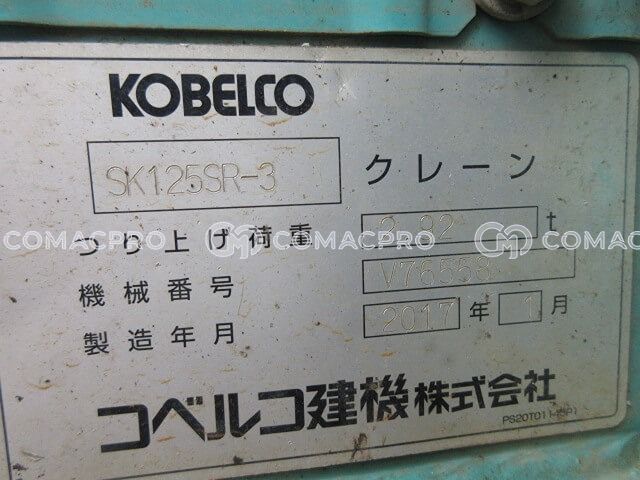 KOBELCO
SK125SR-3 クレーン
つり上げ荷重 2.32 t
COMACPRO COMACPRO COMACPRO
機械番号 V76558
製造年月 2017 年 1 月
コベルコ建機株式会社